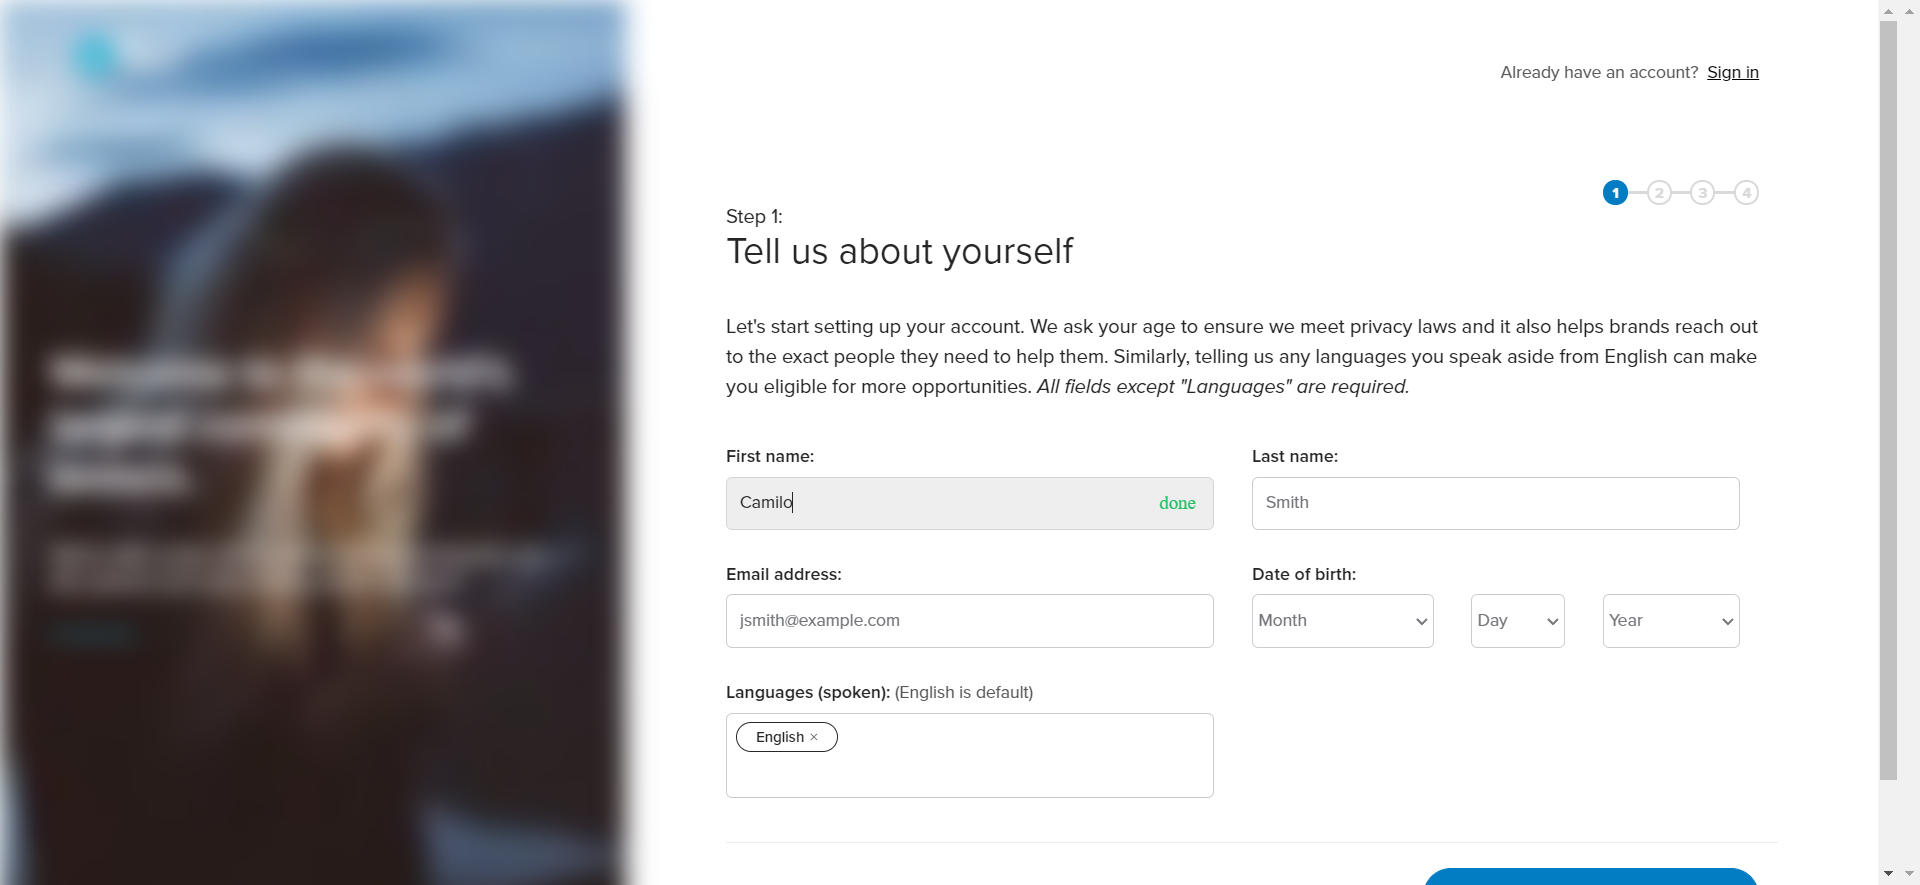 Already have an account? Sign in
1 2 3 4
Step 1:
Tell us about yourself
Let's start setting up your account. We ask your age to ensure we meet privacy laws and it also helps brands reach out
to the exact people they need to help them. Similarly, telling us any languages you speak aside from English can make
you eligible for more opportunities. All fields except "Languages" are required.
First name: Last name:
Camilo done Smith
Email address: Date of birth:
jsmith@example.com Month Day Year
Languages (spoken): (English is default)
English ×